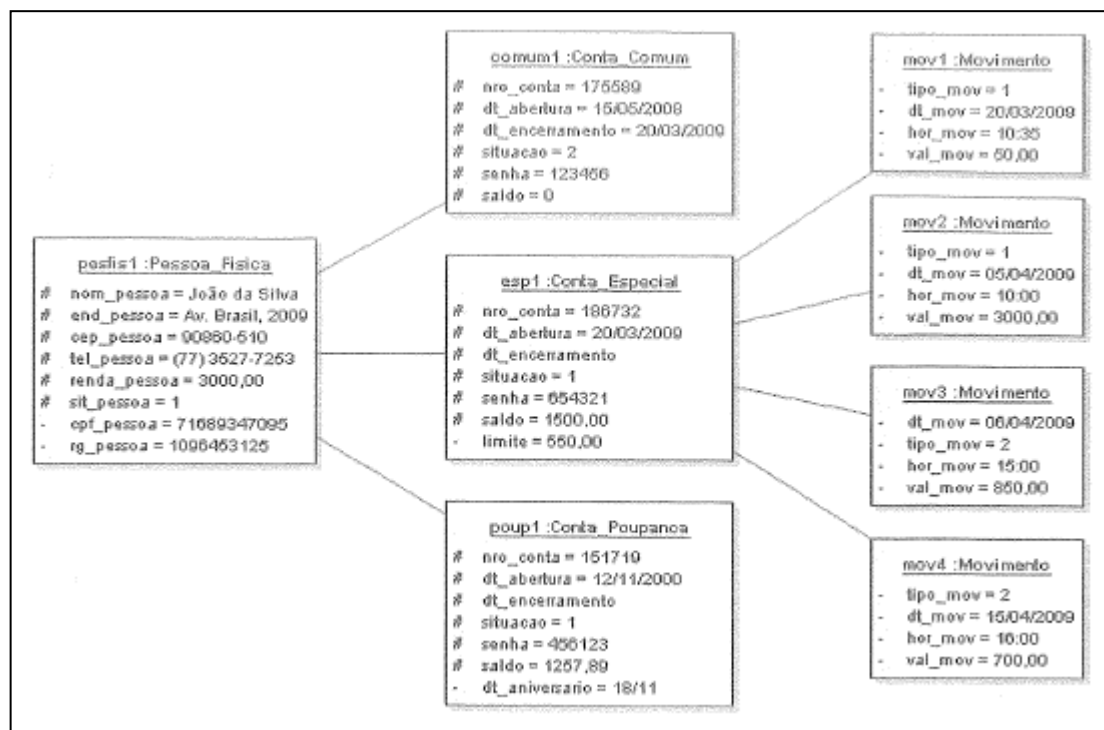 comum1 :Conta_Comum
# nro_conta = 175589
# dt_abertura = 15/05/2008
# dt_encerramento = 20/03/2009
# situacao = 2
# senha = 123456
# saldo = 0
mov1 :Movimento
- tipo_mov = 1
- dt_mov = 20/03/2009
- hor_mov = 10:35
- val_mov = 50,00
pesfis1 :Pessoa_Fisica
# nom_pessoa = João da Silva
# end_pessoa = Av. Brasil, 2009
# cep_pessoa = 90860-510
# tel_pessoa = (77) 3527-7253
# renda_pessoa = 3000,00
# sit_pessoa = 1
- cpf_pessoa = 71689347095
- rg_pessoa = 1096453125
esp1 :Conta_Especial
# nro_conta = 186732
# dt_abertura = 20/03/2009
# dt_encerramento
# situacao = 1
# senha = 654321
# saldo = 1500,00
- limite = 550,00
mov2 :Movimento
- tipo_mov = 1
- dt_mov = 05/04/2009
- hor_mov = 10:00
- val_mov = 3000,00
mov3 :Movimento
- dt_mov = 06/04/2009
- tipo_mov = 2
- hor_mov = 15:00
- val_mov = 850,00
poup1 :Conta_Poupanca
# nro_conta = 151719
# dt_abertura = 12/11/2000
# dt_encerramento
# situacao = 1
# senha = 456123
# saldo = 1257,89
- dt_aniversario = 18/11
mov4 :Movimento
- tipo_mov = 2
- dt_mov = 15/04/2009
- hor_mov = 16:00
- val_mov = 700,00